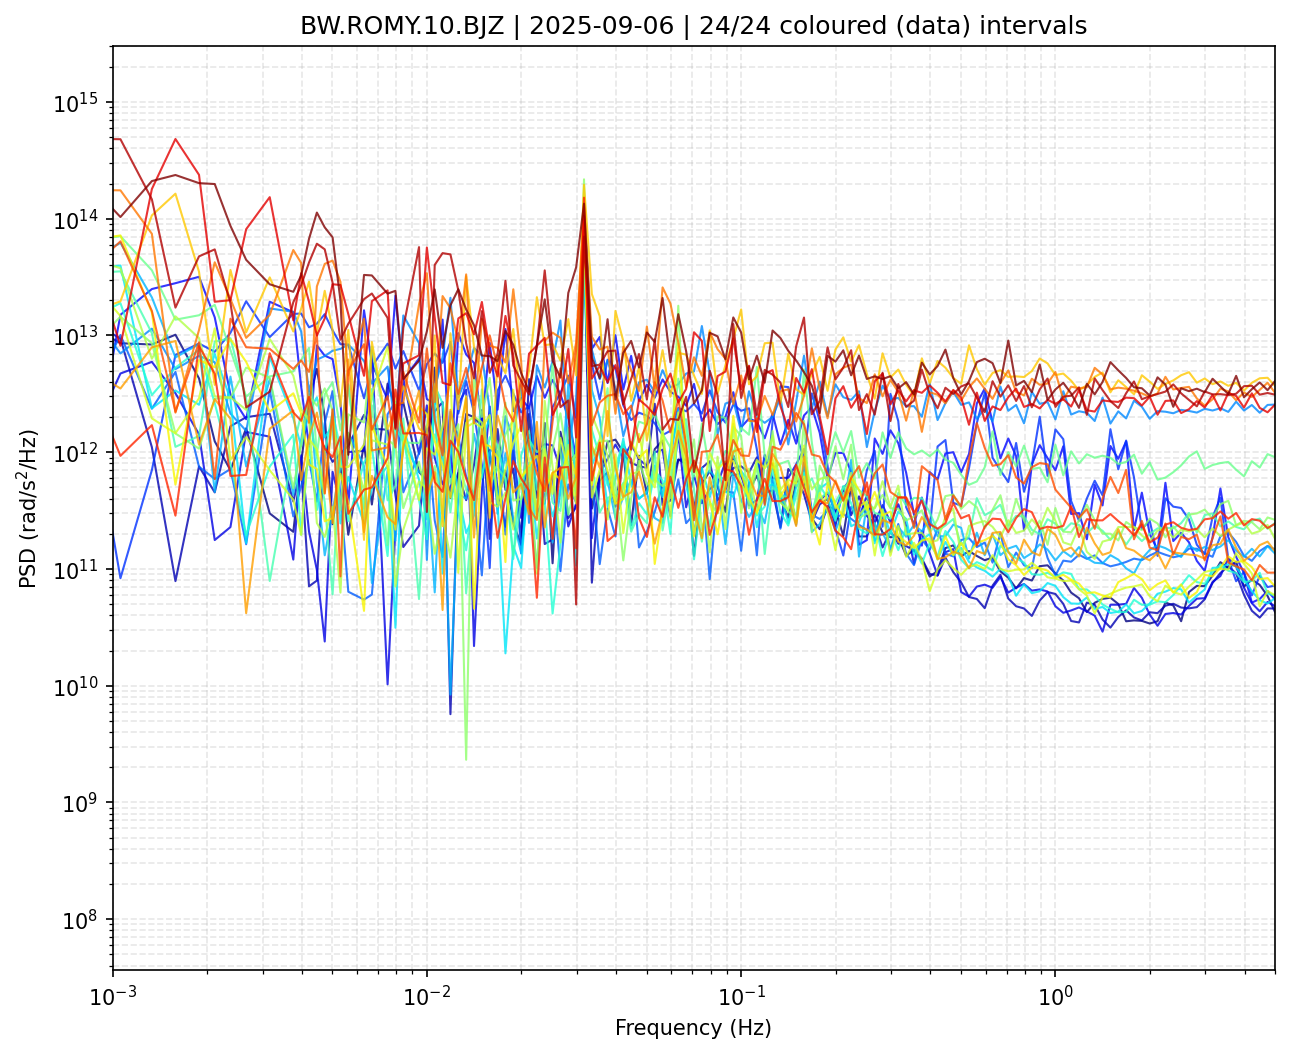 BW.ROMY.10.BJZ | 2025-09-06 | 24/24 coloured (data) intervals
PSD (rad/s²/Hz)
10¹⁵
10¹⁴
10¹³
10¹²
10¹¹
10¹⁰
10⁹
10⁸
10⁻³ 10⁻² 10⁻¹ 10⁰
Frequency (Hz)